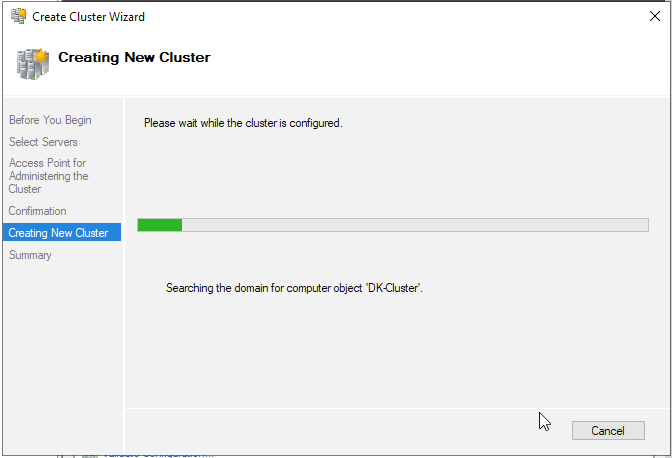 Create Cluster Wizard
Creating New Cluster
Before You Begin
Select Servers
Access Point for
Administering the
Cluster
Confirmation
Creating New Cluster
Summary
Please wait while the cluster is configured.
Searching the domain for computer object 'DK-Cluster'.
Cancel